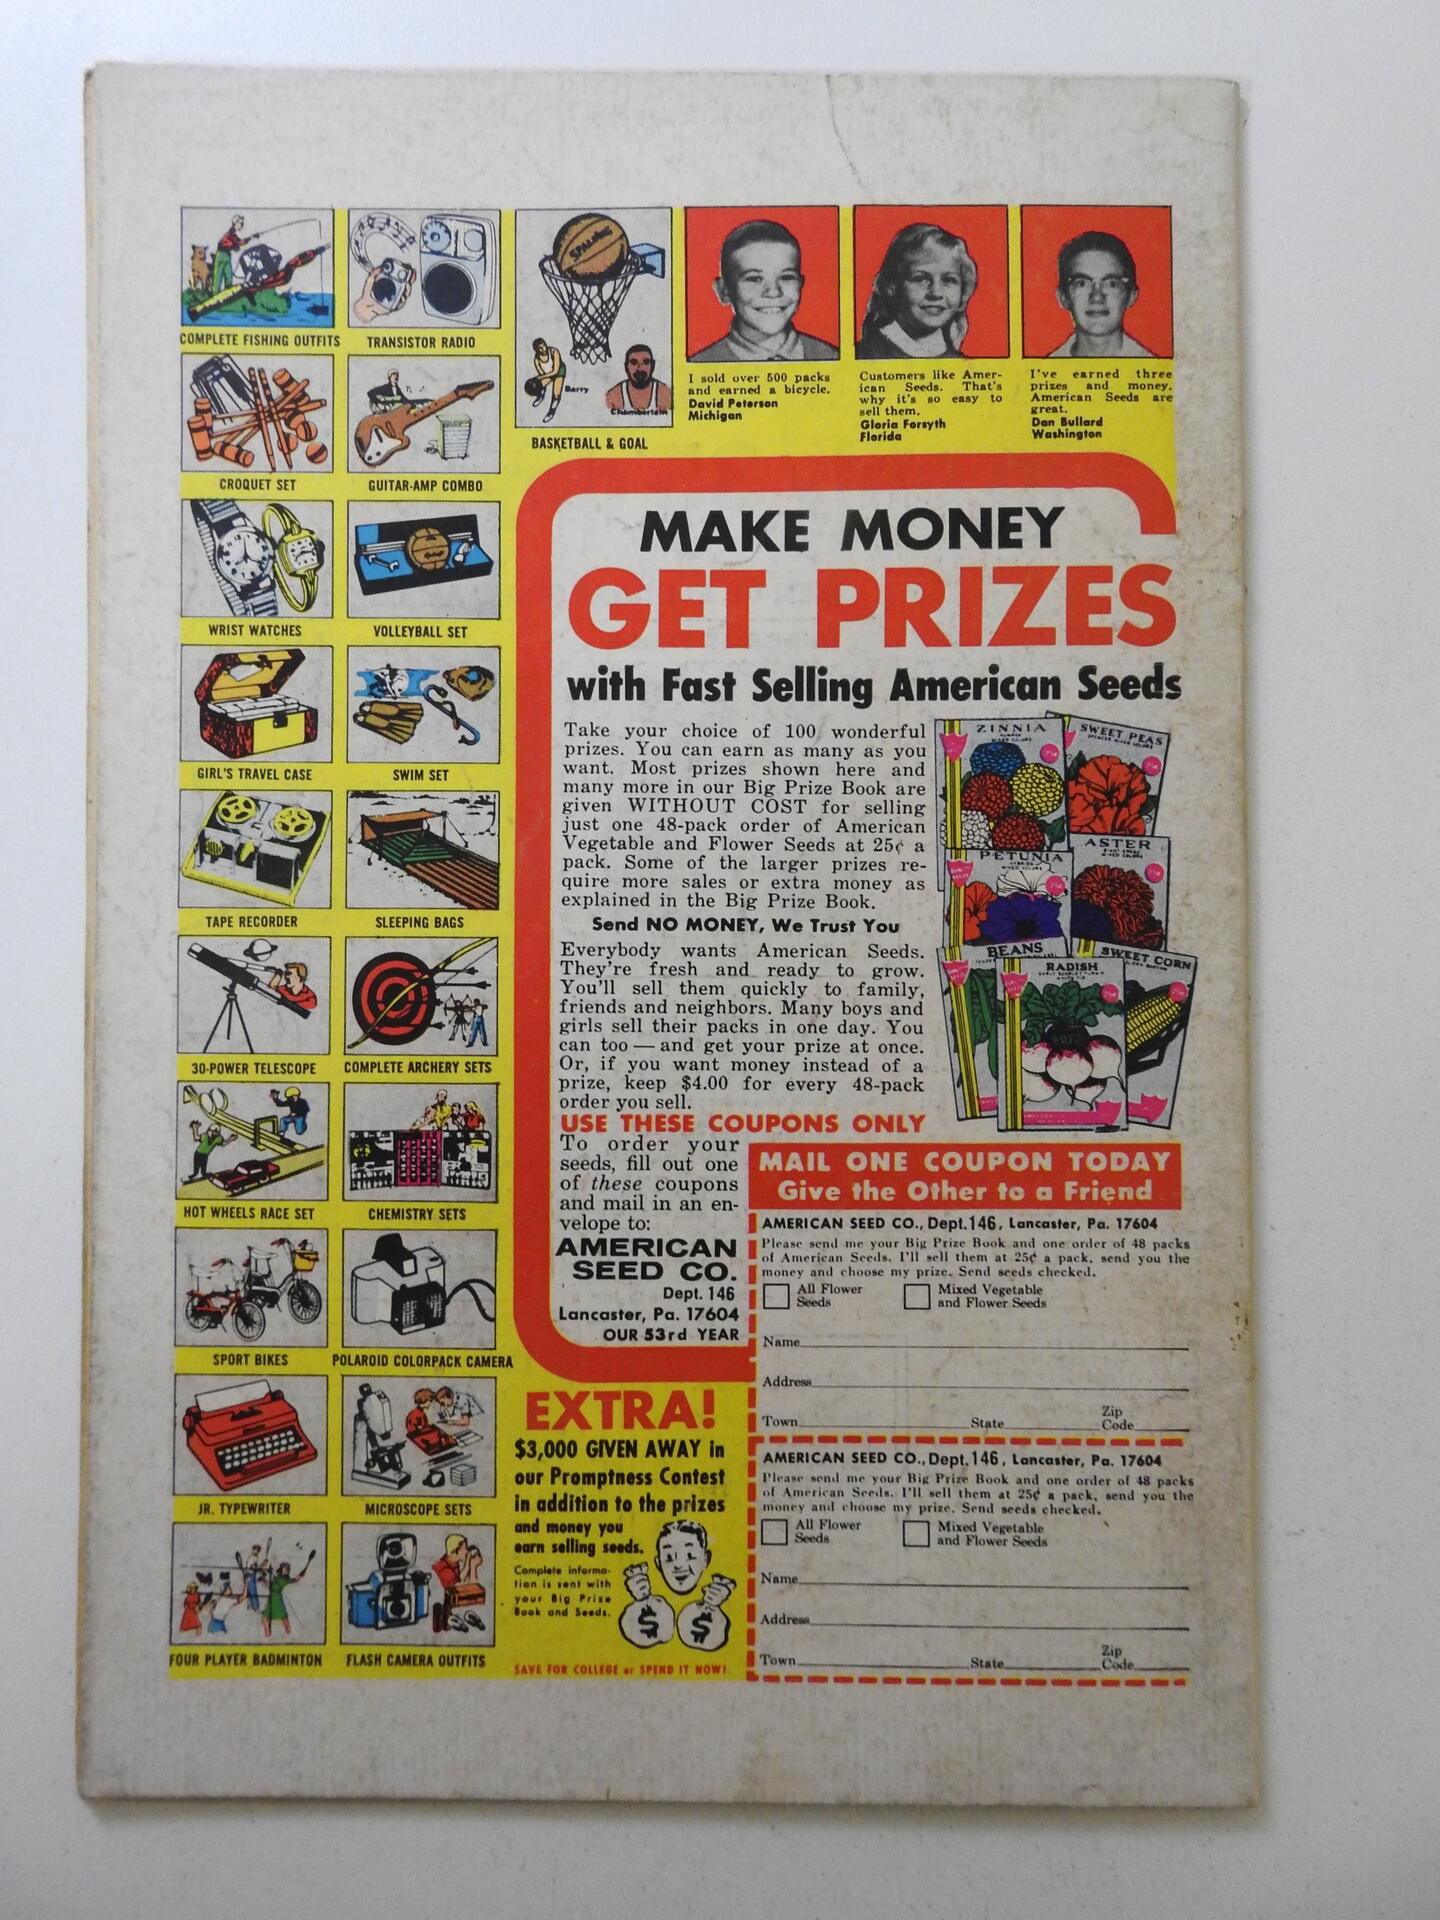 COMPLETE FISHING OUTFITS
TRANSISTOR RADIO
SPALDING
Barry
Chamberlain
BASKETBALL & GOAL
I sold over 500 packs
and earned a bicycle.
David Peterson
Michigan
Customers like Amer-
ican Seeds. That's
why it's so easy to
sell them.
Gloria Forsyth
Florida
I've earned three
prizes and money.
American Seeds are
great.
Dan Bullard
Washington
CROQUET SET
GUITAR-AMP COMBO
WRIST WATCHES
VOLLEYBALL SET
GIRL'S TRAVEL CASE
SWIM SET
TAPE RECORDER
SLEEPING BAGS
30-POWER TELESCOPE
COMPLETE ARCHERY SETS
HOT WHEELS RACE SET
CHEMISTRY SETS
SPORT BIKES
POLAROID COLORPACK CAMERA
JR. TYPEWRITER
MICROSCOPE SETS
FOUR PLAYER BADMINTON
FLASH CAMERA OUTFITS
MAKE MONEY
GET PRIZES
with Fast Selling American Seeds
Take your choice of 100 wonderful
prizes. You can earn as many as you
want. Most prizes shown here and
many more in our Big Prize Book are
given WITHOUT COST for selling
just one 48-pack order of American
Vegetable and Flower Seeds at 25¢ a
pack. Some of the larger prizes re-
quire more sales or extra money as
explained in the Big Prize Book.
Send NO MONEY, We Trust You
Everybody wants American Seeds.
They're fresh and ready to grow.
You'll sell them quickly to family,
friends and neighbors. Many boys and
girls sell their packs in one day. You
can too — and get your prize at once.
Or, if you want money instead of a
prize, keep $4.00 for every 48-pack
order you sell.
USE THESE COUPONS ONLY
To order your
seeds, fill out one
of these coupons
and mail in an en-
velope to:
AMERICAN
SEED CO.
Dept. 146
Lancaster, Pa. 17604
OUR 53rd YEAR
ZINNIA
MIXED COLORS
SWEET PEAS
25¢
PETUNIA
ASTER
BEANS
RADISH
SWEET CORN
MAIL ONE COUPON TODAY
Give the Other to a Friend
AMERICAN SEED CO., Dept. 146, Lancaster, Pa. 17604
Please send me your Big Prize Book and one order of 48 packs
of American Seeds. I'll sell them at 25¢ a pack, send you the
money and choose my prize. Send seeds checked.
All Flower
Seeds
Mixed Vegetable
and Flower Seeds
Name
Address
Town State Zip
Code
AMERICAN SEED CO., Dept. 146, Lancaster, Pa. 17604
Please send me your Big Prize Book and one order of 48 packs
of American Seeds. I'll sell them at 25¢ a pack, send you the
money and choose my prize. Send seeds checked.
All Flower
Seeds
Mixed Vegetable
and Flower Seeds
Name
Address
Town State Zip
Code
EXTRA!
$3,000 GIVEN AWAY in
our Promptness Contest
in addition to the prizes
and money you
earn selling seeds.
Complete informa-
tion is sent with
your Big Prize
Book and Seeds.
$ $
SAVE FOR COLLEGE or SPEND IT NOW!